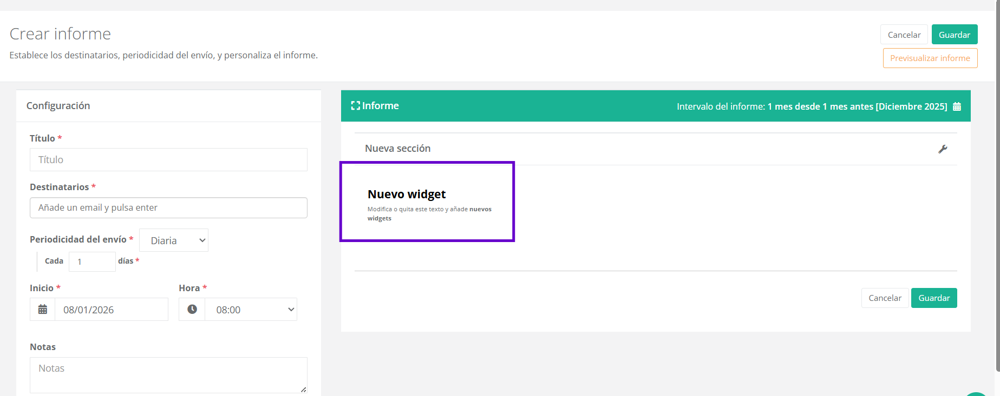 Crear informe
Establece los destinatarios, periodicidad del envío, y personaliza el informe.
Cancelar
Guardar
Previsualizar informe
Configuración
Título *
Título
Destinatarios *
Añade un email y pulsa enter
Periodicidad del envío * Diaria
Cada 1 días *
Inicio *
08/01/2026
Hora *
08:00
Notas
Notas
Informe
Intervalo del informe: 1 mes desde 1 mes antes [Diciembre 2025]
Nueva sección
Nuevo widget
Modifica o quita este texto y añade nuevos
widgets
Cancelar
Guardar